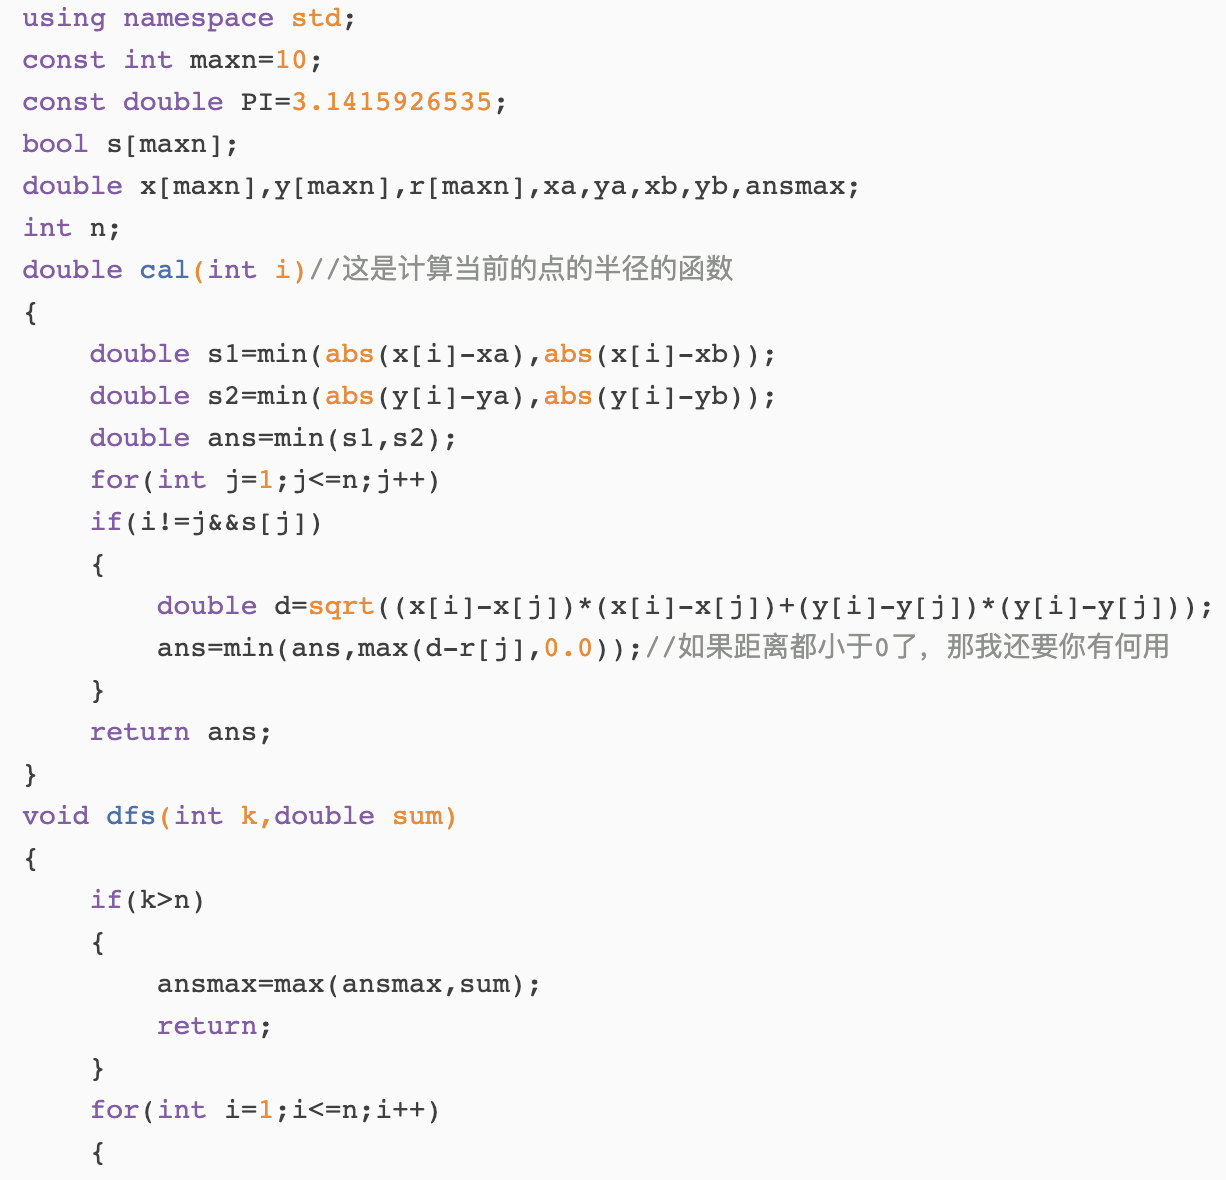 using namespace std;
const int maxn=10;
const double PI=3.1415926535;
bool s[maxn];
double x[maxn],y[maxn],r[maxn],xa,ya,xb,yb,ansmax;
int n;
double cal(int i)//这是计算当前的点的半径的函数
{
    double s1=min(abs(x[i]-xa),abs(x[i]-xb));
    double s2=min(abs(y[i]-ya),abs(y[i]-yb));
    double ans=min(s1,s2);
    for(int j=1;j<=n;j++)
    if(i!=j&&s[j])
    {
        double d=sqrt((x[i]-x[j])*(x[i]-x[j])+(y[i]-y[j])*(y[i]-y[j]));
        ans=min(ans,max(d-r[j],0.0));//如果距离都小于0了，那我还要你有何用
    }
    return ans;
}
void dfs(int k,double sum)
{
    if(k>n)
    {
        ansmax=max(ansmax,sum);
        return;
    }
    for(int i=1;i<=n;i++)
    {